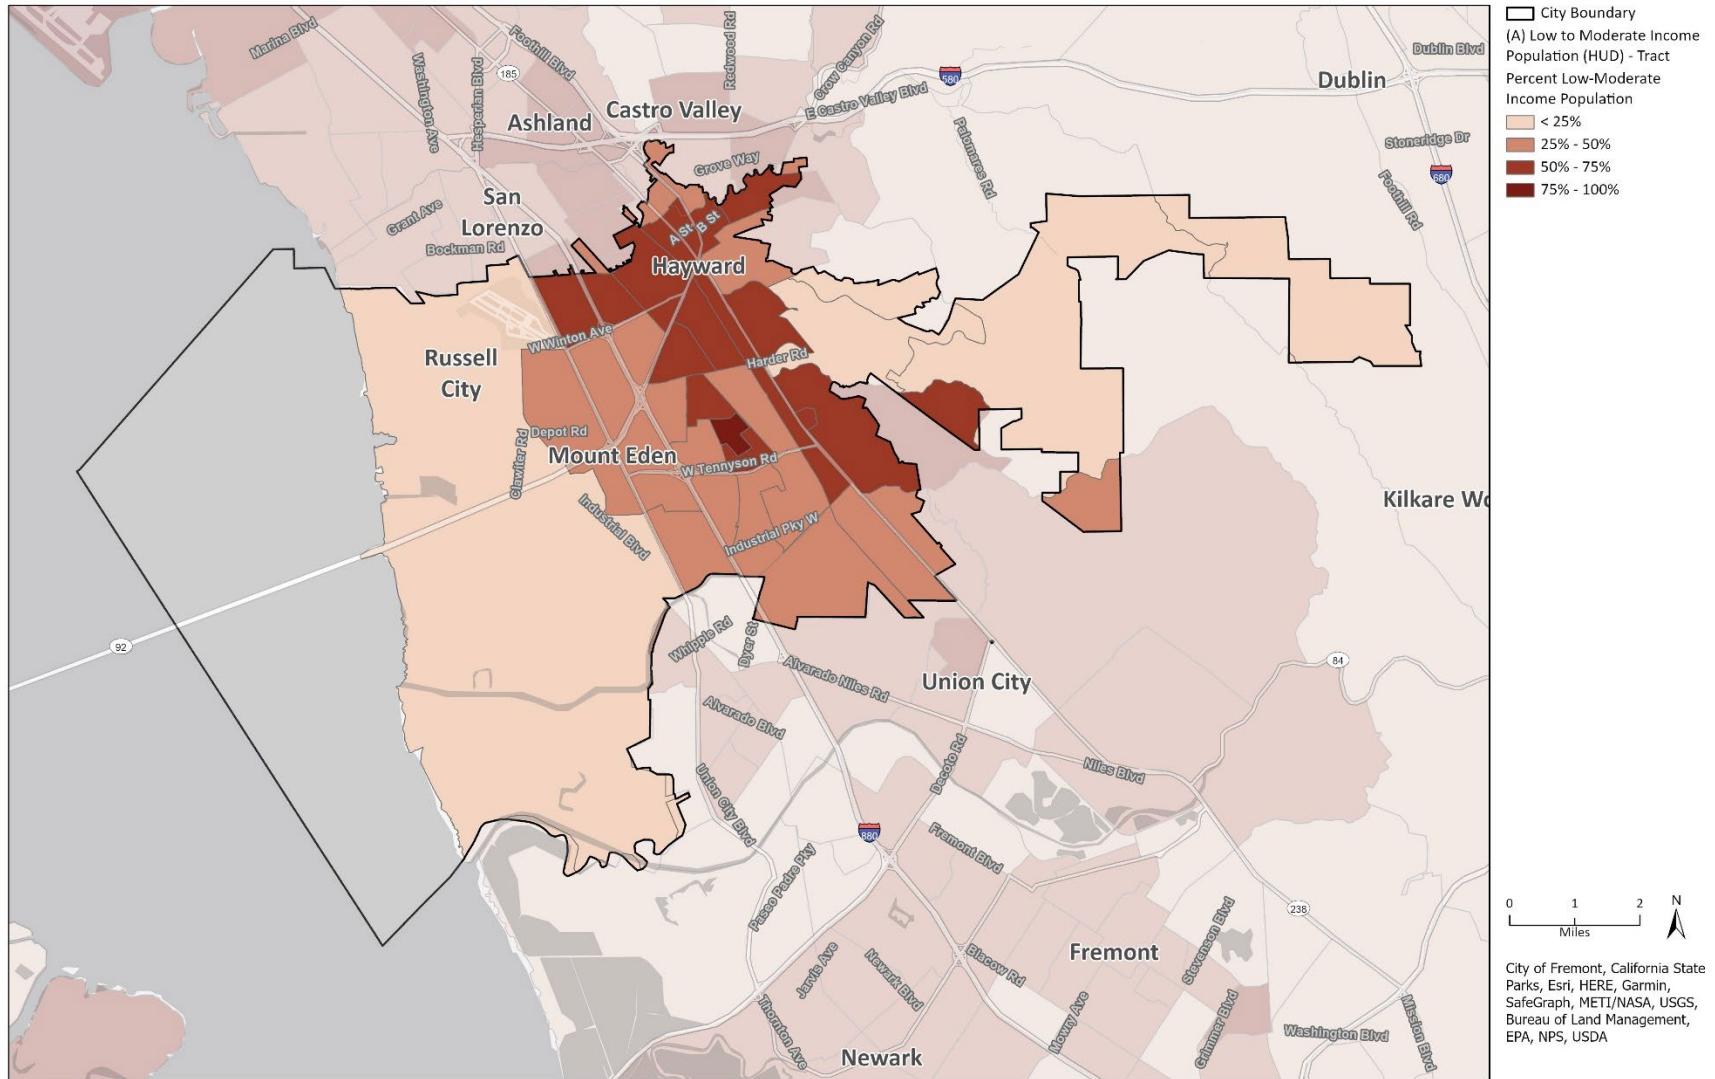 City Boundary
(A) Low to Moderate Income
Population (HUD) - Tract
Percent Low-Moderate
Income Population
< 25%
25% - 50%
50% - 75%
75% - 100%
Marina Blvd
Washington Ave
Hesperian Blvd
Foothill Blvd
185
Redwood Rd
Crow Canyon Rd
580
Dublin Blvd
Dublin
Castro Valley
E Castro Valley Blvd
Ashland
Palomares Rd
Stoneridge Dr
680
Grove Way
Foothill Rd
San
Lorenzo
Grant Ave
Bockman Rd
A St
B St
Hayward
W Winton Ave
Russell
City
Harder Rd
Depot Rd
Mount Eden
Clawiter Rd
W Tennyson Rd
Kilkare Wo
Industrial Blvd
Industrial Pky W
92
Whipple Rd
Dyer St
Alvarado Niles Rd
Union City
84
Alvarado Blvd
Decoto Rd
Niles Blvd
Union City Blvd
880
Fremont Blvd
Paseo Padre Pky
238
Stevenson Blvd
Fremont
Blacow Rd
Jarvis Ave
Newark Blvd
Mowry Ave
Grimmer Blvd
Washington Blvd
Mission Blvd
Thornton Ave
Newark
0 1 2
Miles
N
City of Fremont, California State
Parks, Esri, HERE, Garmin,
SafeGraph, METI/NASA, USGS,
Bureau of Land Management,
EPA, NPS, USDA